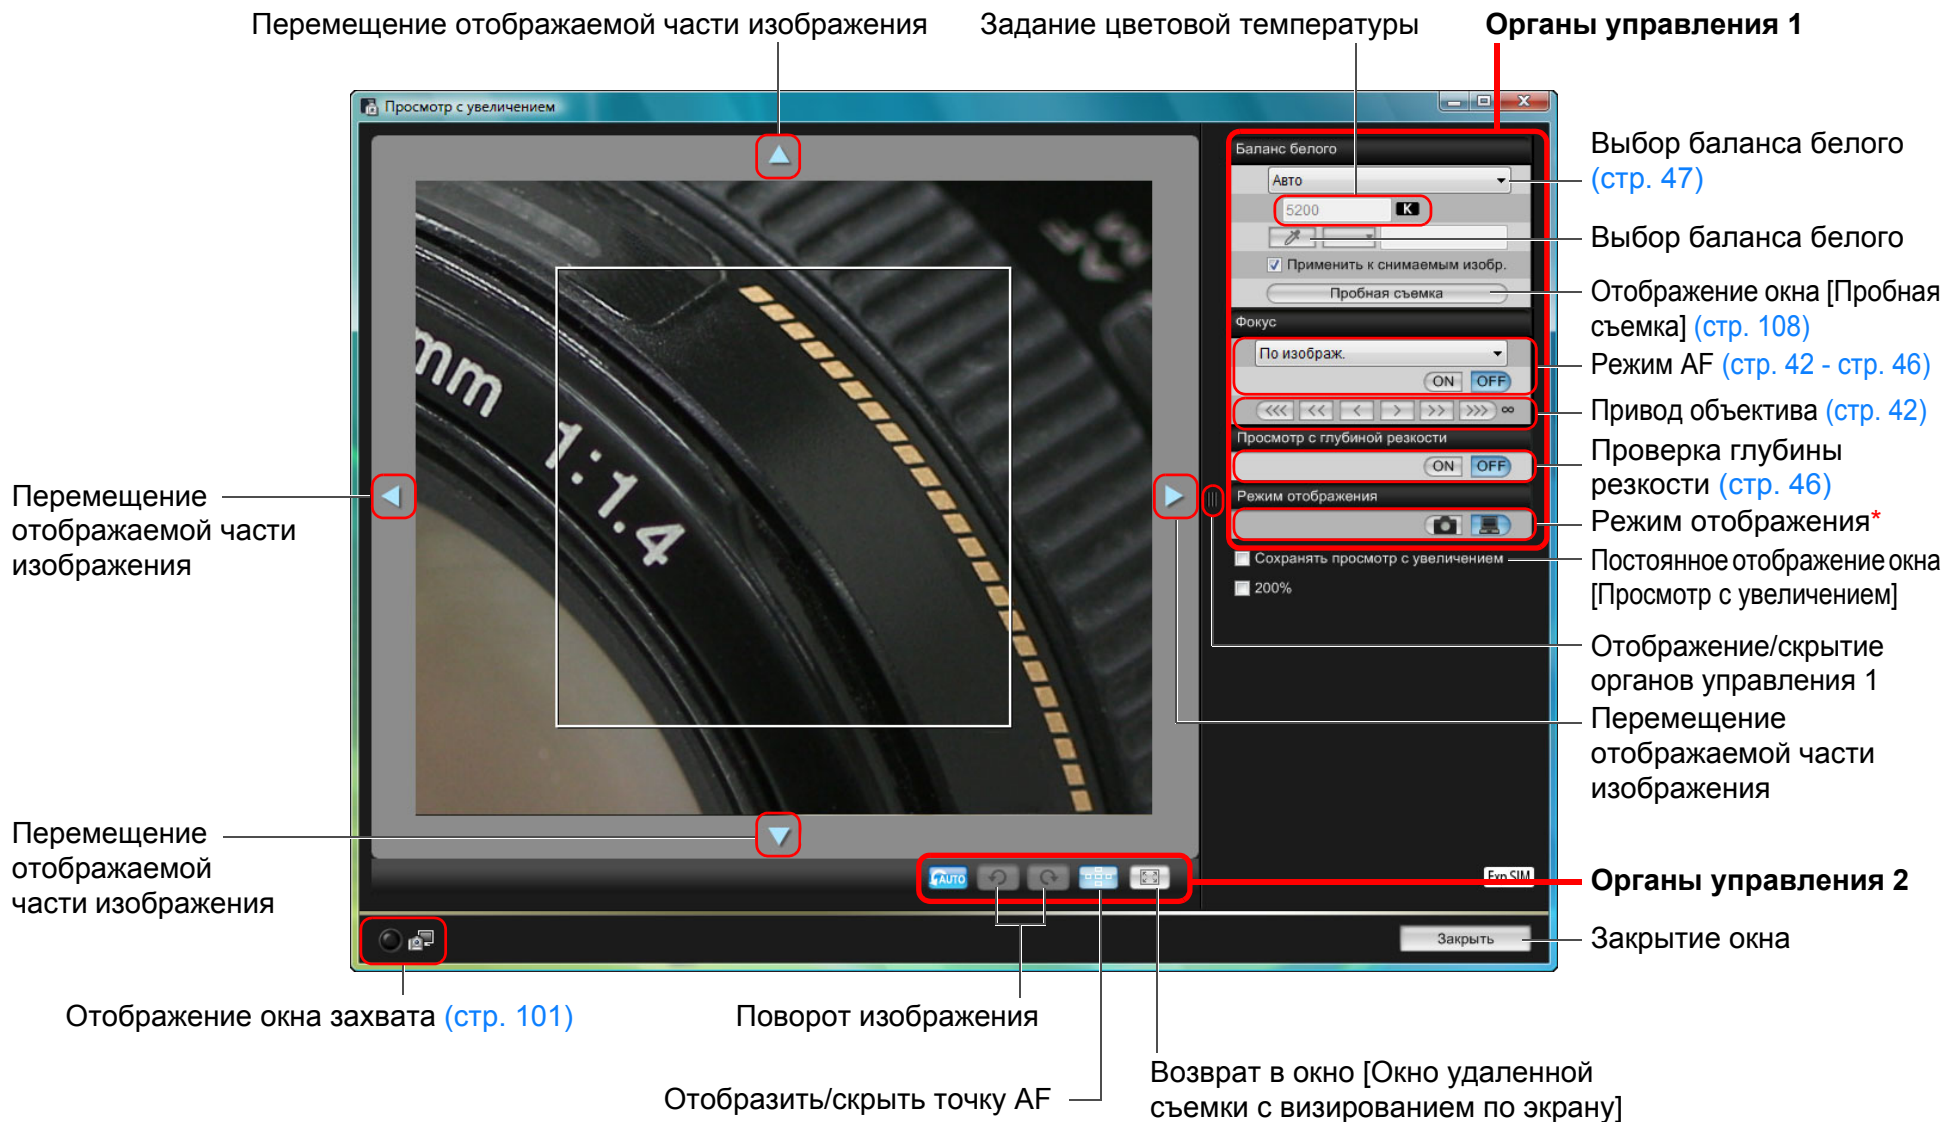 Перемещение отображаемой части изображения
Задание цветовой температуры
Органы управления 1
Просмотр с увеличением
Баланс белого
Авто
5200 K
Применить к снимаемым изобр.
Пробная съемка
Фокус
По изображ.
ON OFF
<<< << < > >> >>> ∞
Просмотр с глубиной резкости
ON OFF
Режим отображения
Сохранять просмотр с увеличением
200%
mm 1:1.4
AUTO
Exp.SIM
Закрыть
Выбор баланса белого
(стр. 47)
Выбор баланса белого
Отображение окна [Пробная
съемка] (стр. 108)
Режим AF (стр. 42 - стр. 46)
Привод объектива (стр. 42)
Проверка глубины
резкости (стр. 46)
Режим отображения*
Постоянное отображение окна
[Просмотр с увеличением]
Отображение/скрытие
органов управления 1
Перемещение
отображаемой части
изображения
Органы управления 2
Закрытие окна
Перемещение
отображаемой части
изображения
Перемещение
отображаемой
части изображения
Отображение окна захвата (стр. 101)
Поворот изображения
Отобразить/скрыть точку AF
Возврат в окно [Окно удаленной
съемки с визированием по экрану]